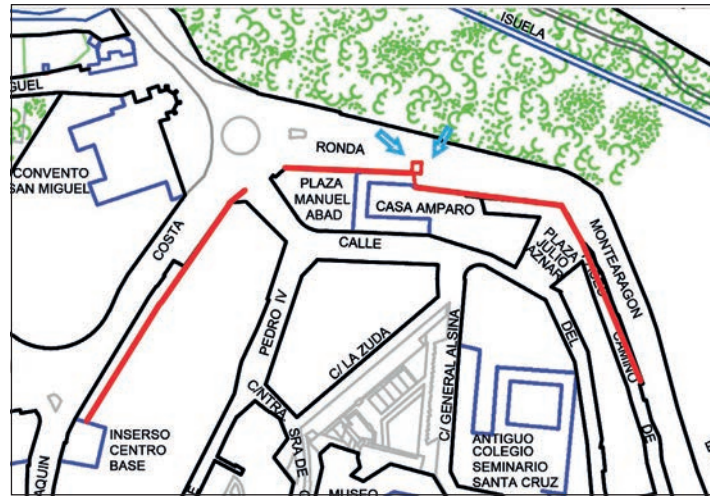 ISUELA
GUEL
CONVENTO
SAN MIGUEL
RONDA
PLAZA
MANUEL
ABAD
CASA AMPARO
CALLE
COSTA
PLAZA
JULIO
AZNAR
MONTEARAGON
PEDRO IV
C/ LA ZUDA
C/ GENERAL ALSINA
DEL
CAMINO
DE
C/NTRA
SRA DE
INSERSO
CENTRO
BASE
AQUIN
MUSEO
ANTIGUO
COLEGIO
SEMINARIO
SANTA CRUZ